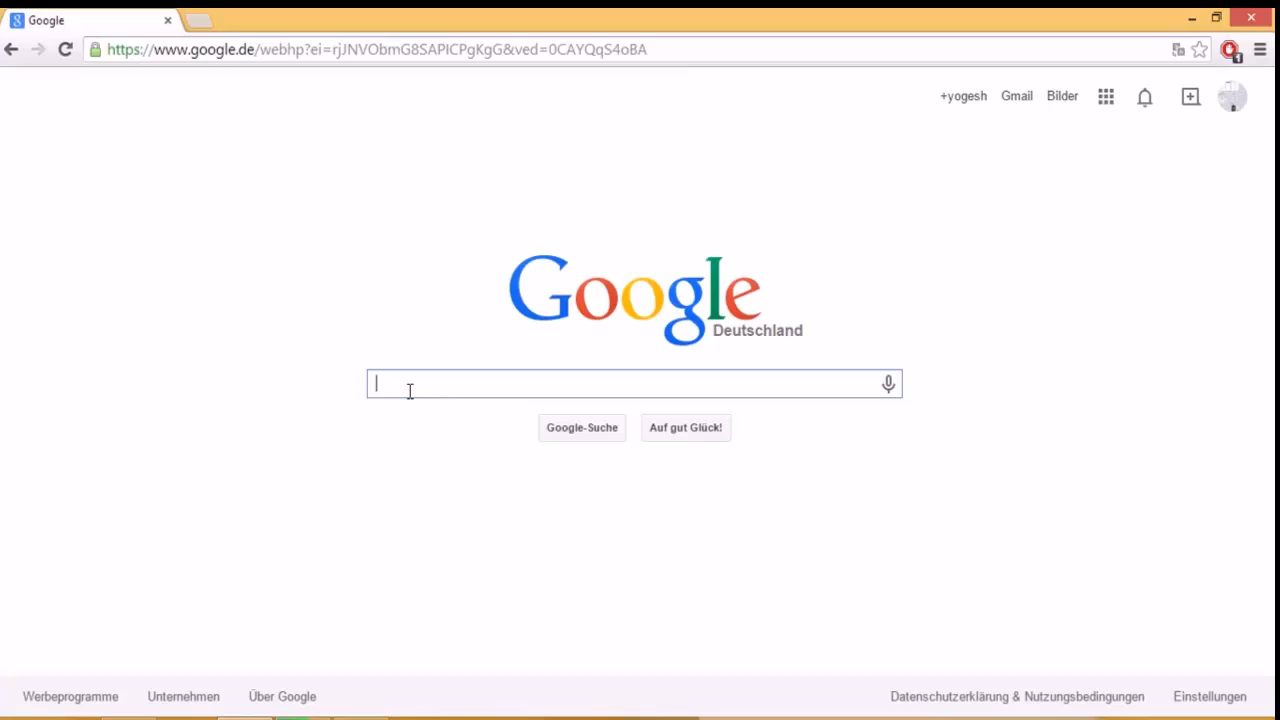 Google
https://www.google.de/webhp?ei=rjJNVObmG8SAPICPgKgG&ved=0CAYQqS4oBA
1
+yogesh Gmail Bilder
Google
Deutschland
Google-Suche Auf gut Glück!
Werbeprogramme Unternehmen Über Google Datenschutzerklärung & Nutzungsbedingungen Einstellungen